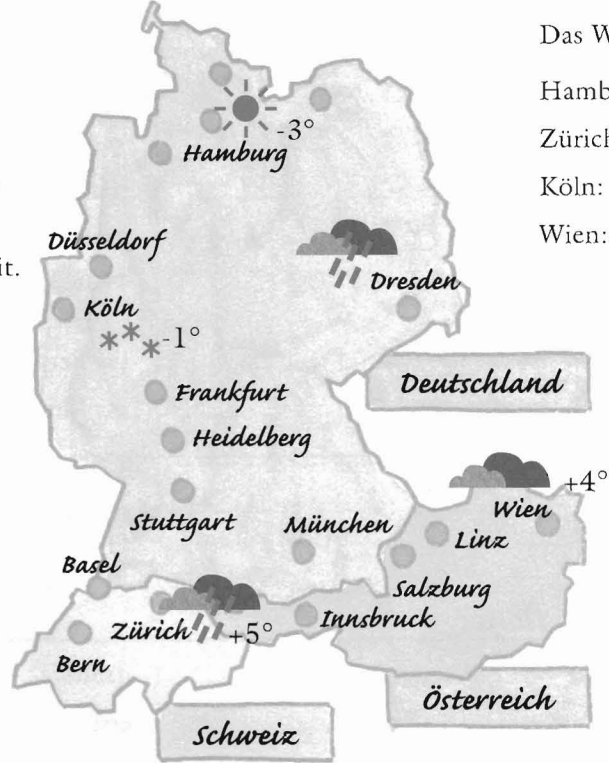 Das W
Hamb
Zürich
Köln:
Wien:
it.
-3°
Hamburg
Düsseldorf
Dresden
Köln
-1°
Frankfurt
Deutschland
Heidelberg
+4°
Wien
Stuttgart
München
Linz
Basel
Salzburg
Zürich
+5°
Innsbruck
Bern
Österreich
Schweiz